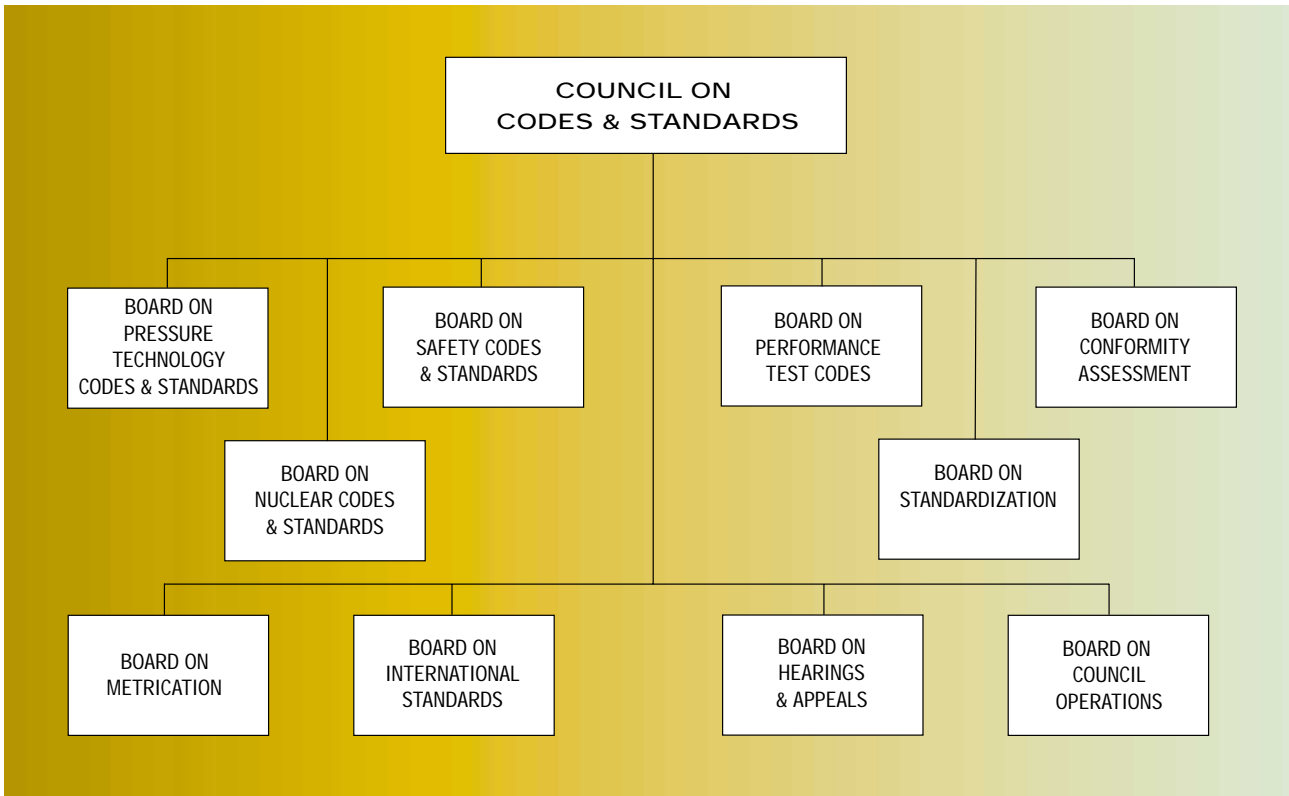 COUNCIL ON
CODES & STANDARDS
BOARD ON
PRESSURE
TECHNOLOGY
CODES & STANDARDS
BOARD ON
SAFETY CODES
& STANDARDS
BOARD ON
PERFORMANCE
TEST CODES
BOARD ON
CONFORMITY
ASSESSMENT
BOARD ON
NUCLEAR CODES
& STANDARDS
BOARD ON
STANDARDIZATION
BOARD ON
METRICATION
BOARD ON
INTERNATIONAL
STANDARDS
BOARD ON
HEARINGS
& APPEALS
BOARD ON
COUNCIL
OPERATIONS